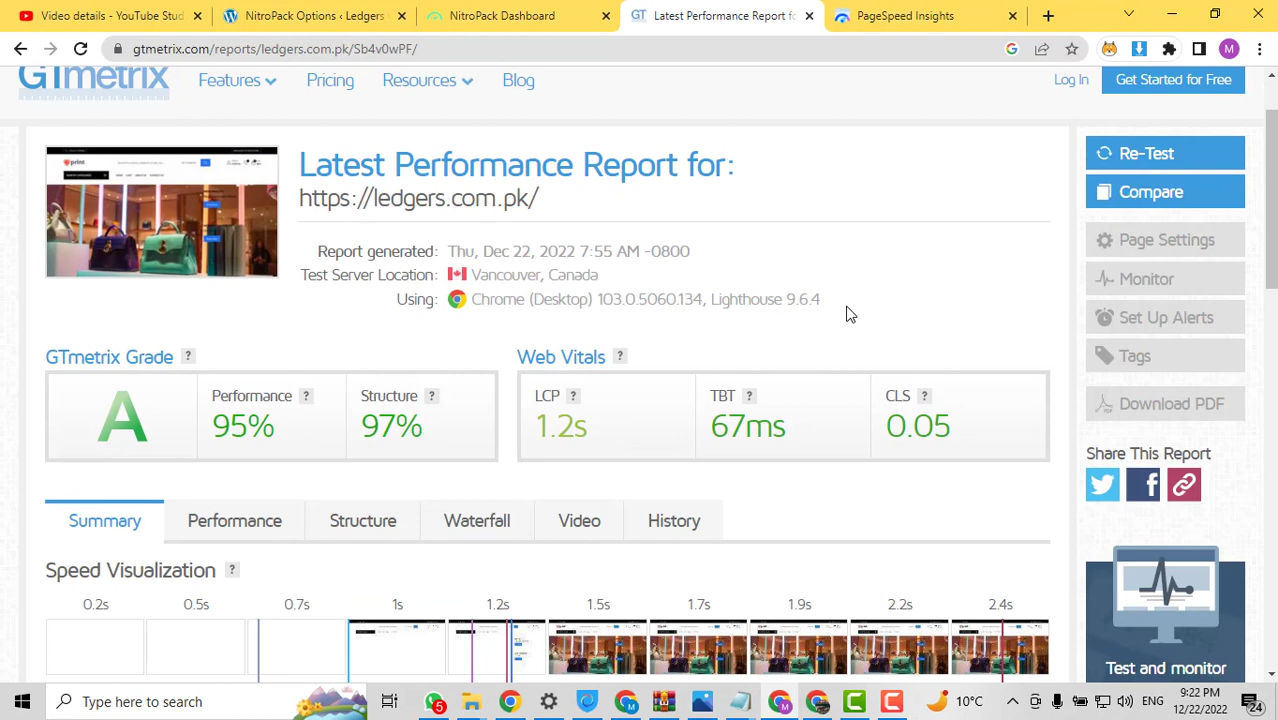 Video details - YouTube Stud
NitroPack Options ‹ Ledgers
NitroPack Dashboard
GT Latest Performance Report for
PageSpeed Insights
gtmetrix.com/reports/ledgers.com.pk/Sb4v0wPF/
M
GTmetrix
Features
Pricing
Resources
Blog
Log In
Get Started for Free
print
Latest Performance Report for:
https://ledgers.com.pk/
Report generated: Thu, Dec 22, 2022 7:55 AM -0800
Test Server Location: Vancouver, Canada
Using: Chrome (Desktop) 103.0.5060.134, Lighthouse 9.6.4
Re-Test
Compare
Page Settings
Monitor
Set Up Alerts
Tags
Download PDF
GTmetrix Grade ?
Web Vitals ?
A
Performance ?
95%
Structure ?
97%
LCP ?
1.2s
TBT ?
67ms
CLS ?
0.05
Share This Report
Summary
Performance
Structure
Waterfall
Video
History
Speed Visualization ?
0.2s 0.5s 0.7s 1s 1.2s 1.5s 1.7s 1.9s 2.2s 2.4s
Test and monitor
Type here to search
5
10°C
ENG
9:22 PM
12/22/2022
24